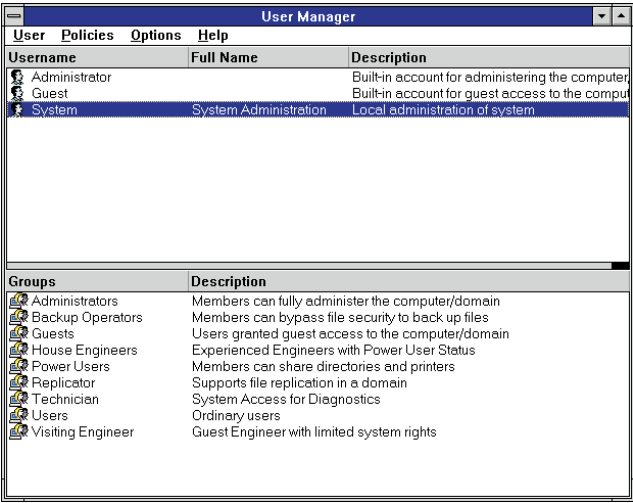 User Manager
User Policies Options Help
Username Full Name Description
Administrator Built-in account for administering the computer,
Guest Built-in account for guest access to the comput
System System Administration Local administration of system
Groups Description
Administrators Members can fully administer the computer/domain
Backup Operators Members can bypass file security to back up files
Guests Users granted guest access to the computer/domain
House Engineers Experienced Engineers with Power User Status
Power Users Members can share directories and printers
Replicator Supports file replication in a domain
Technician System Access for Diagnostics
Users Ordinary users
Visiting Engineer Guest Engineer with limited system rights